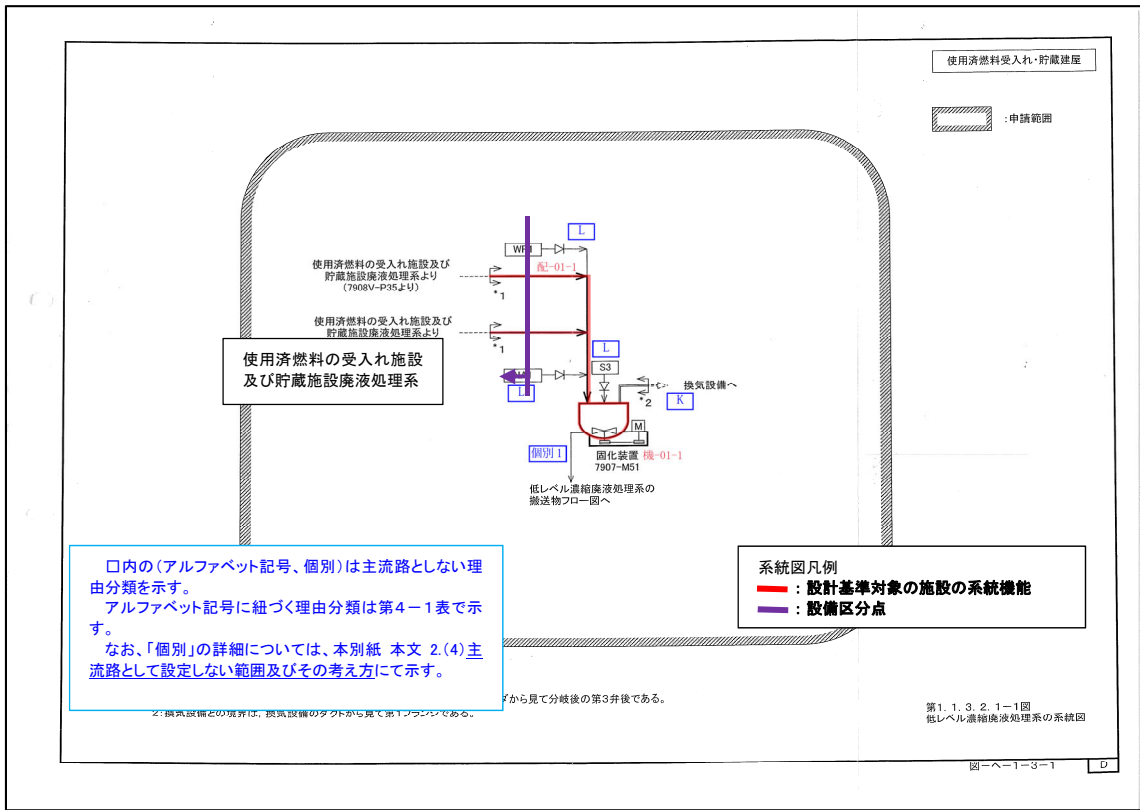 使用済燃料受入れ・貯蔵建屋
:申請範囲
L
使用済燃料の受入れ施設及び
貯蔵施設廃液処理系より
(7908V-P35より)
配-01-1
*1
使用済燃料の受入れ施設及び
貯蔵施設廃液処理系より
*1
L
使用済燃料の受入れ施設
及び貯蔵施設廃液処理系
S3
L
換気設備へ
*2
K
M
個別1
固化装置 機-01-1
7907-M51
低レベル濃縮廃液処理系の
搬送物フロー図へ
□内の(アルファベット記号、個別)は主流路としない理
由分類を示す。
アルファベット記号に紐づく理由分類は第4-1表で示
す。
なお、「個別」の詳細については、本別紙 本文 2.(4)主
流路として設定しない範囲及びその考え方にて示す。
系統図凡例
:設計基準対象の施設の系統機能
:設備区分点
から見て分岐後の第3弁後である。
2:換気設備との境界は,換気設備のダクトから見て第1フランジである。
第1.1.3.2.1-1図
低レベル濃縮廃液処理系の系統図
図-ヘ-1-3-1
D